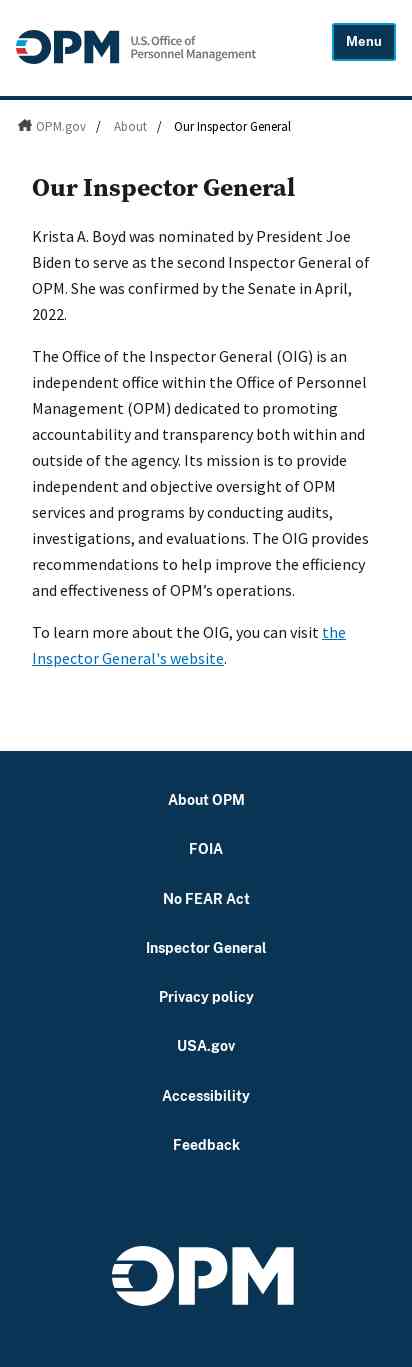 OPM U.S. Office of
Personnel Management
Menu
OPM.gov / About / Our Inspector General
Our Inspector General
Krista A. Boyd was nominated by President Joe
Biden to serve as the second Inspector General of
OPM. She was confirmed by the Senate in April,
2022.
The Office of the Inspector General (OIG) is an
independent office within the Office of Personnel
Management (OPM) dedicated to promoting
accountability and transparency both within and
outside of the agency. Its mission is to provide
independent and objective oversight of OPM
services and programs by conducting audits,
investigations, and evaluations. The OIG provides
recommendations to help improve the efficiency
and effectiveness of OPM’s operations.
To learn more about the OIG, you can visit the
Inspector General's website.
About OPM
FOIA
No FEAR Act
Inspector General
Privacy policy
USA.gov
Accessibility
Feedback
OPM